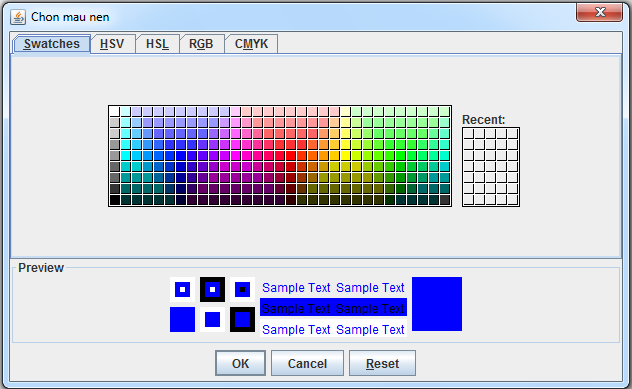 Chon mau nen
Swatches HSV HSL RGB CMYK
Recent:
Preview
Sample Text Sample Text
Sample Text Sample Text
Sample Text Sample Text
OK Cancel Reset